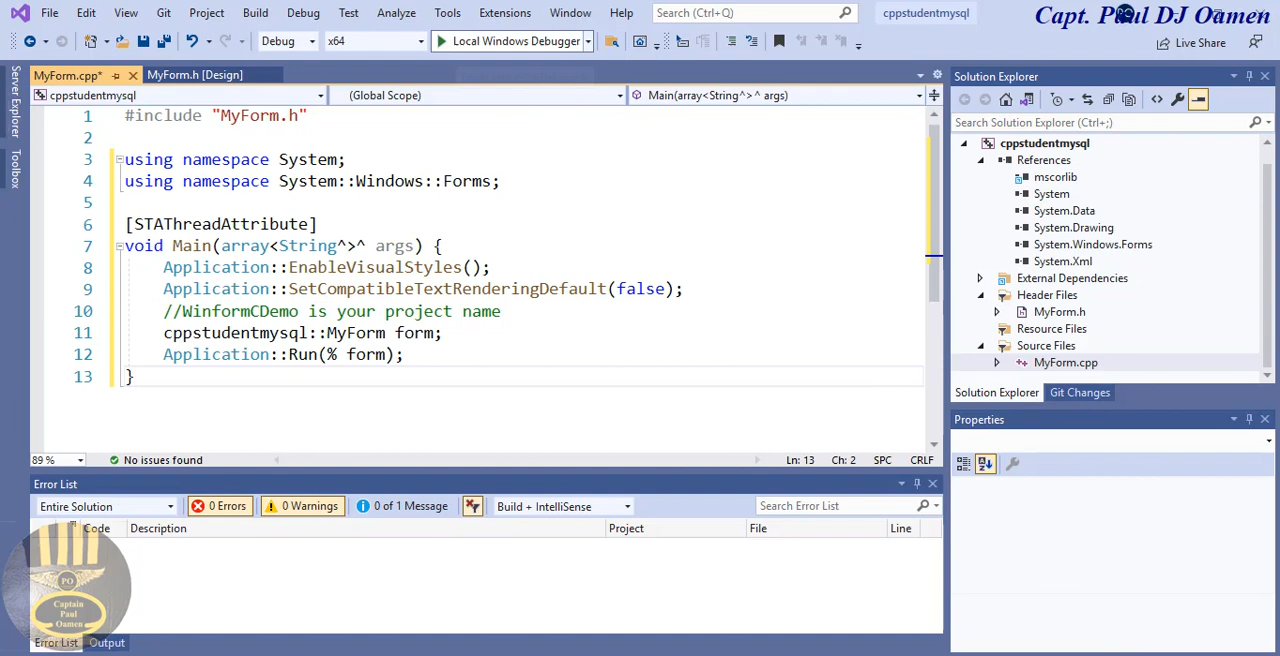 File Edit View Git Project Build Debug Test Analyze Tools Extensions Window Help Search (Ctrl+Q) cppstudentmysql
Capt. Paul DJ Oamen
Debug x64 Local Windows Debugger Live Share
Server Explorer
Toolbox
MyForm.cpp* MyForm.h [Design]
cppstudentmysql (Global Scope) Main(array<String^>^ args)
1 #include "MyForm.h"
2
3 using namespace System;
4 using namespace System::Windows::Forms;
5
6 [STAThreadAttribute]
7 void Main(array<String^>^ args) {
8 Application::EnableVisualStyles();
9 Application::SetCompatibleTextRenderingDefault(false);
10 //WinformCDemo is your project name
11 cppstudentmysql::MyForm form;
12 Application::Run(% form);
13 }
89 % No issues found Ln: 13 Ch: 2 SPC CRLF
Error List
Entire Solution 0 Errors 0 Warnings 0 of 1 Message Build + IntelliSense Search Error List
Code Description Project File Line
PO
Captain
Paul
Oamen
Error List Output
Solution Explorer
Search Solution Explorer (Ctrl+;)
cppstudentmysql
References
mscorlib
System
System.Data
System.Drawing
System.Windows.Forms
System.Xml
External Dependencies
Header Files
MyForm.h
Resource Files
Source Files
MyForm.cpp
Solution Explorer Git Changes
Properties